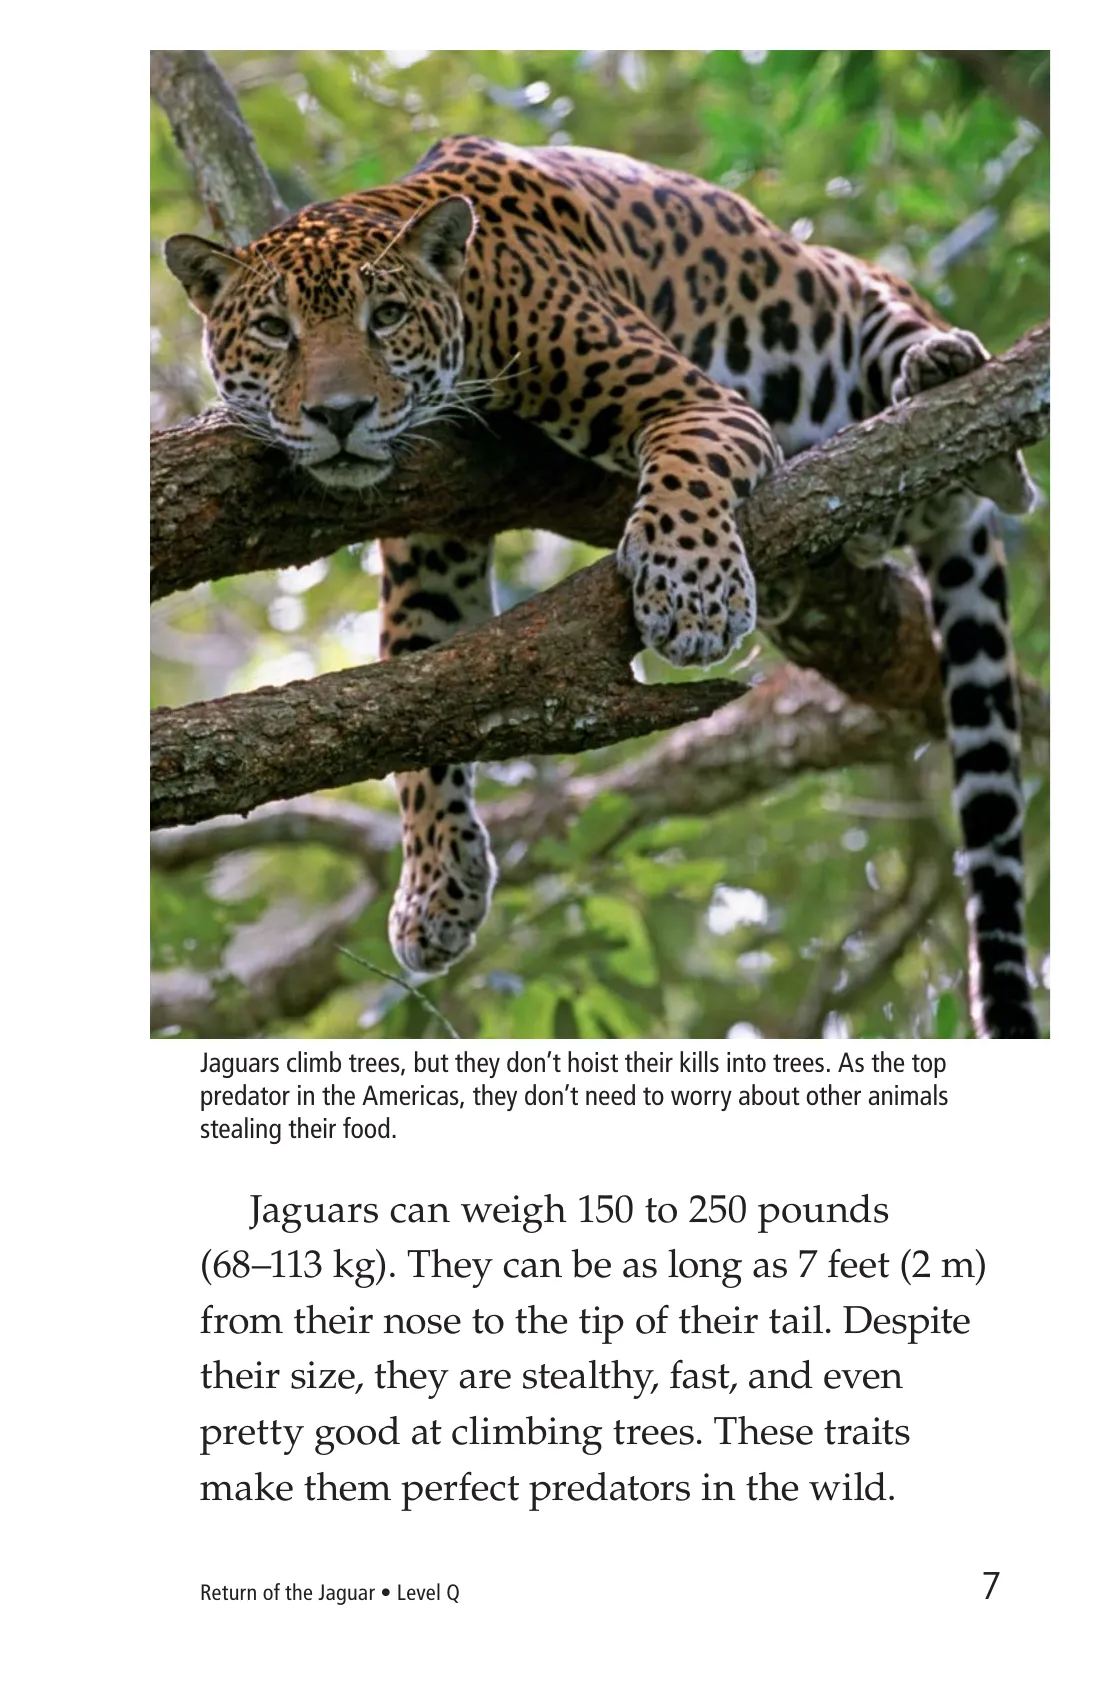 Jaguars climb trees, but they don’t hoist their kills into trees. As the top
predator in the Americas, they don’t need to worry about other animals
stealing their food.
Jaguars can weigh 150 to 250 pounds
(68–113 kg). They can be as long as 7 feet (2 m)
from their nose to the tip of their tail. Despite
their size, they are stealthy, fast, and even
pretty good at climbing trees. These traits
make them perfect predators in the wild.
Return of the Jaguar • Level Q
7